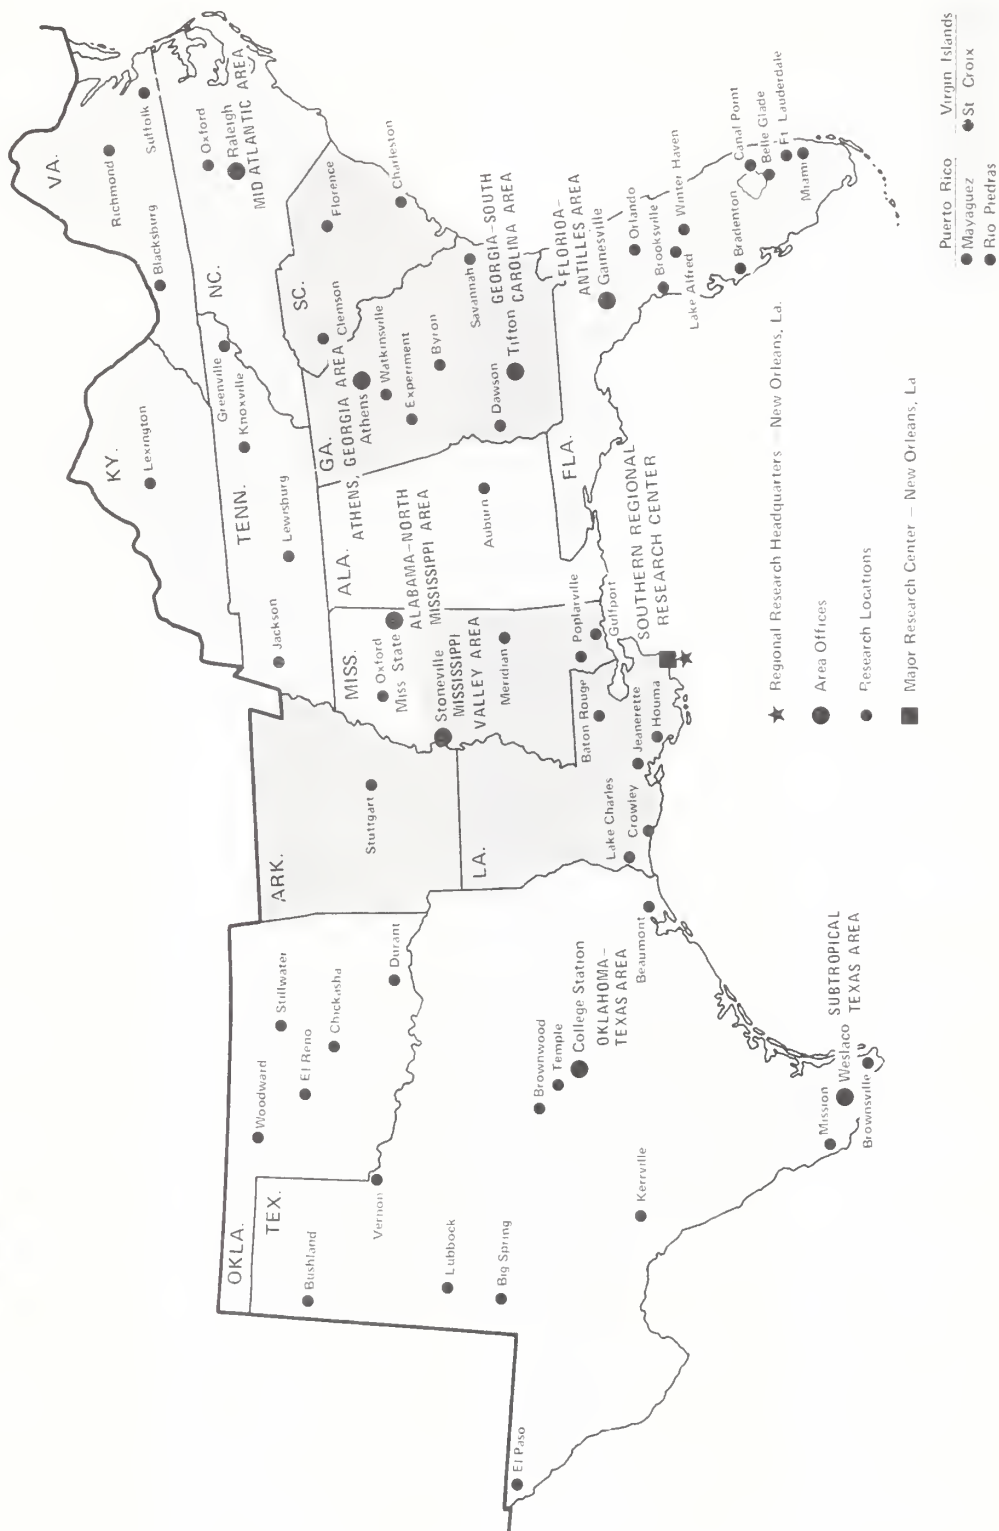 VA.
Richmond
Suffolk
Blacksburg
KY.
Lexington
NC.
Oxford
Raleigh
MID ATLANTIC AREA
TENN.
Greenville
Knoxville
Lewisburg
Jackson
SC.
Florence
Charleston
Clemson
GA.
ATHENS, GEORGIA AREA
Athens
Watkinsville
Experiment
Byron
Savannah
Dawson
Tifton
GEORGIA-SOUTH
CAROLINA AREA
ALA.
ALABAMA-NORTH
MISSISSIPPI AREA
Auburn
MISS.
Oxford
Miss State
Stoneville
MISSISSIPPI
VALLEY AREA
Meridian
Poplarville
Gulfport
FLA.
FLORIDA-
ANTILLES AREA
Gainesville
Orlando
Brooksville
Winter Haven
Lake Alfred
Bradenton
Canal Point
Belle Glade
Ft Lauderdale
Miami
ARK.
Stuttgart
LA.
Baton Rouge
Jeanerette
Houma
Lake Charles
Crowley
SOUTHERN REGIONAL
RESEARCH CENTER
OKLA.
Woodward
Stillwater
El Reno
Chickasha
Durant
TEX.
Bushland
Vernon
Lubbock
Big Spring
El Paso
Brownwood
Temple
College Station
OKLAHOMA-
TEXAS AREA
Beaumont
Kerrville
SUBTROPICAL
TEXAS AREA
Mission
Weslaco
Brownsville
Regional Research Headquarters – New Orleans, La.
Area Offices
Research Locations
Major Research Center – New Orleans, La
Puerto Rico
Mayaguez
Rio Piedras
Virgin Islands
St Croix